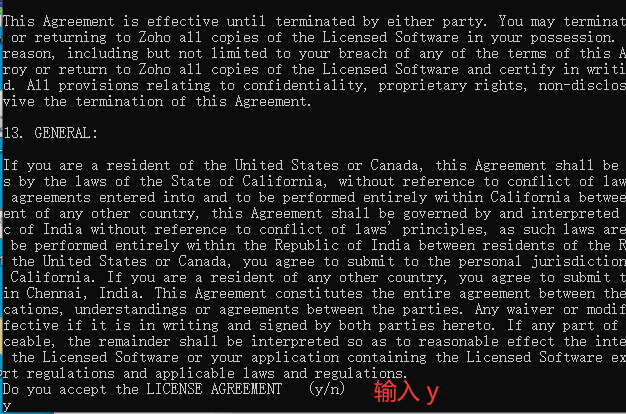 This Agreement is effective until terminated by either party. You may terminat
or returning to Zoho all copies of the Licensed Software in your possession.
reason, including but not limited to your breach of any of the terms of this A
roy or return to Zoho all copies of the Licensed Software and certify in writi
d. All provisions relating to confidentiality, proprietary rights, non-disclos
vive the termination of this Agreement.
13. GENERAL:
If you are a resident of the United States or Canada, this Agreement shall be
s by the laws of the State of California, without reference to conflict of law
agreements entered into and to be performed entirely within California betwee
ent of any other country, this Agreement shall be governed by and interpreted
c of India without reference to conflict of laws' principles, as such laws are
be performed entirely within the Republic of India between residents of the R
the United States or Canada, you agree to submit to the personal jurisdiction
California. If you are a resident of any other country, you agree to submit t
in Chennai, India. This Agreement constitutes the entire agreement between the
cations, understandings or agreements between the parties. Any waiver or modif
fective if it is in writing and signed by both parties hereto. If any part of
ceable, the remainder shall be interpreted so as to reasonable effect the inte
the Licensed Software or your application containing the Licensed Software ex
rt regulations and applicable laws and regulations.
Do you accept the LICENSE AGREEMENT (y/n) 输入 y
y